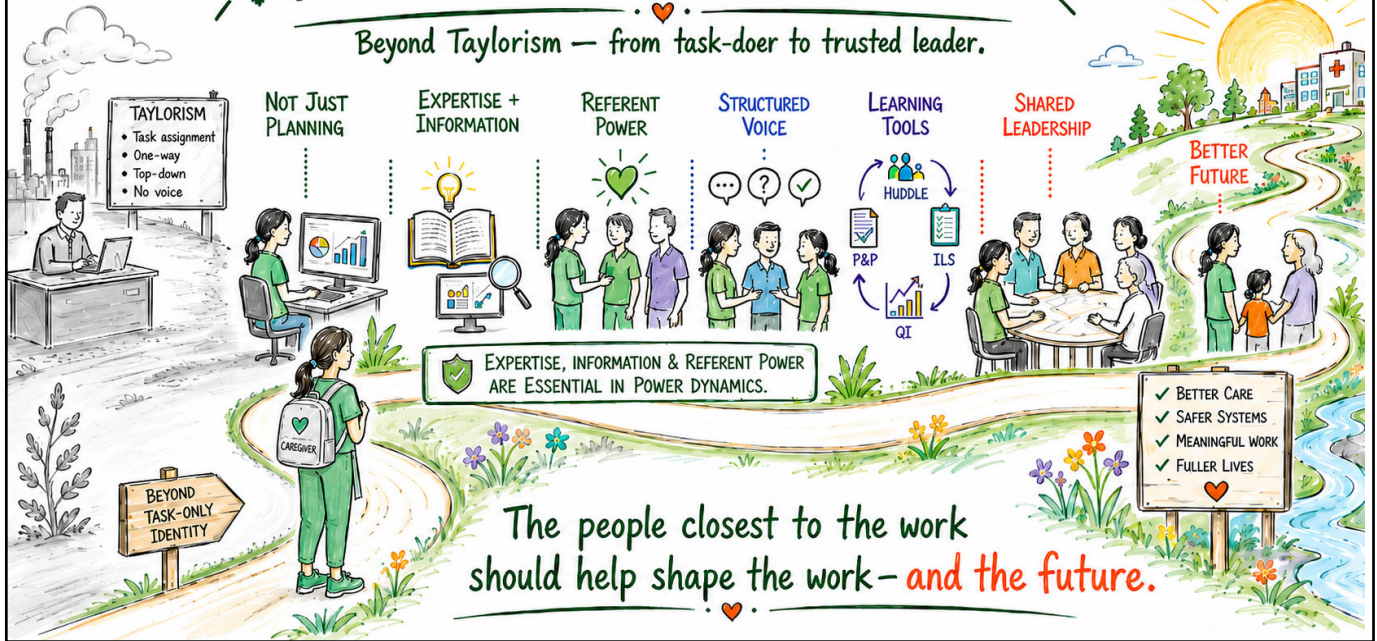 Beyond Taylorism — from task-doer to trusted leader.
TAYLORISM
• Task assignment
• One-way
• Top-down
• No voice
NOT JUST
PLANNING
EXPERTISE +
INFORMATION
REFERENT
POWER
STRUCTURED
VOICE
?
LEARNING
TOOLS
HUDDLE
P&P
ILS
QI
SHARED
LEADERSHIP
BETTER
FUTURE
EXPERTISE, INFORMATION & REFERENT POWER
ARE ESSENTIAL IN POWER DYNAMICS.
CAREGIVER
BEYOND
TASK-ONLY
IDENTITY
✓ BETTER CARE
✓ SAFER SYSTEMS
✓ MEANINGFUL WORK
✓ FULLER LIVES
The people closest to the work
should help shape the work – and the future.